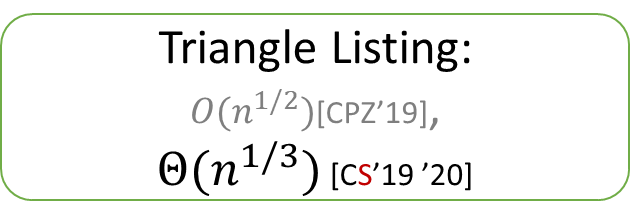 Triangle Listing:
O(n^{1/2})[CPZ’19],
Θ(n^{1/3}) [CS’19 ’20]